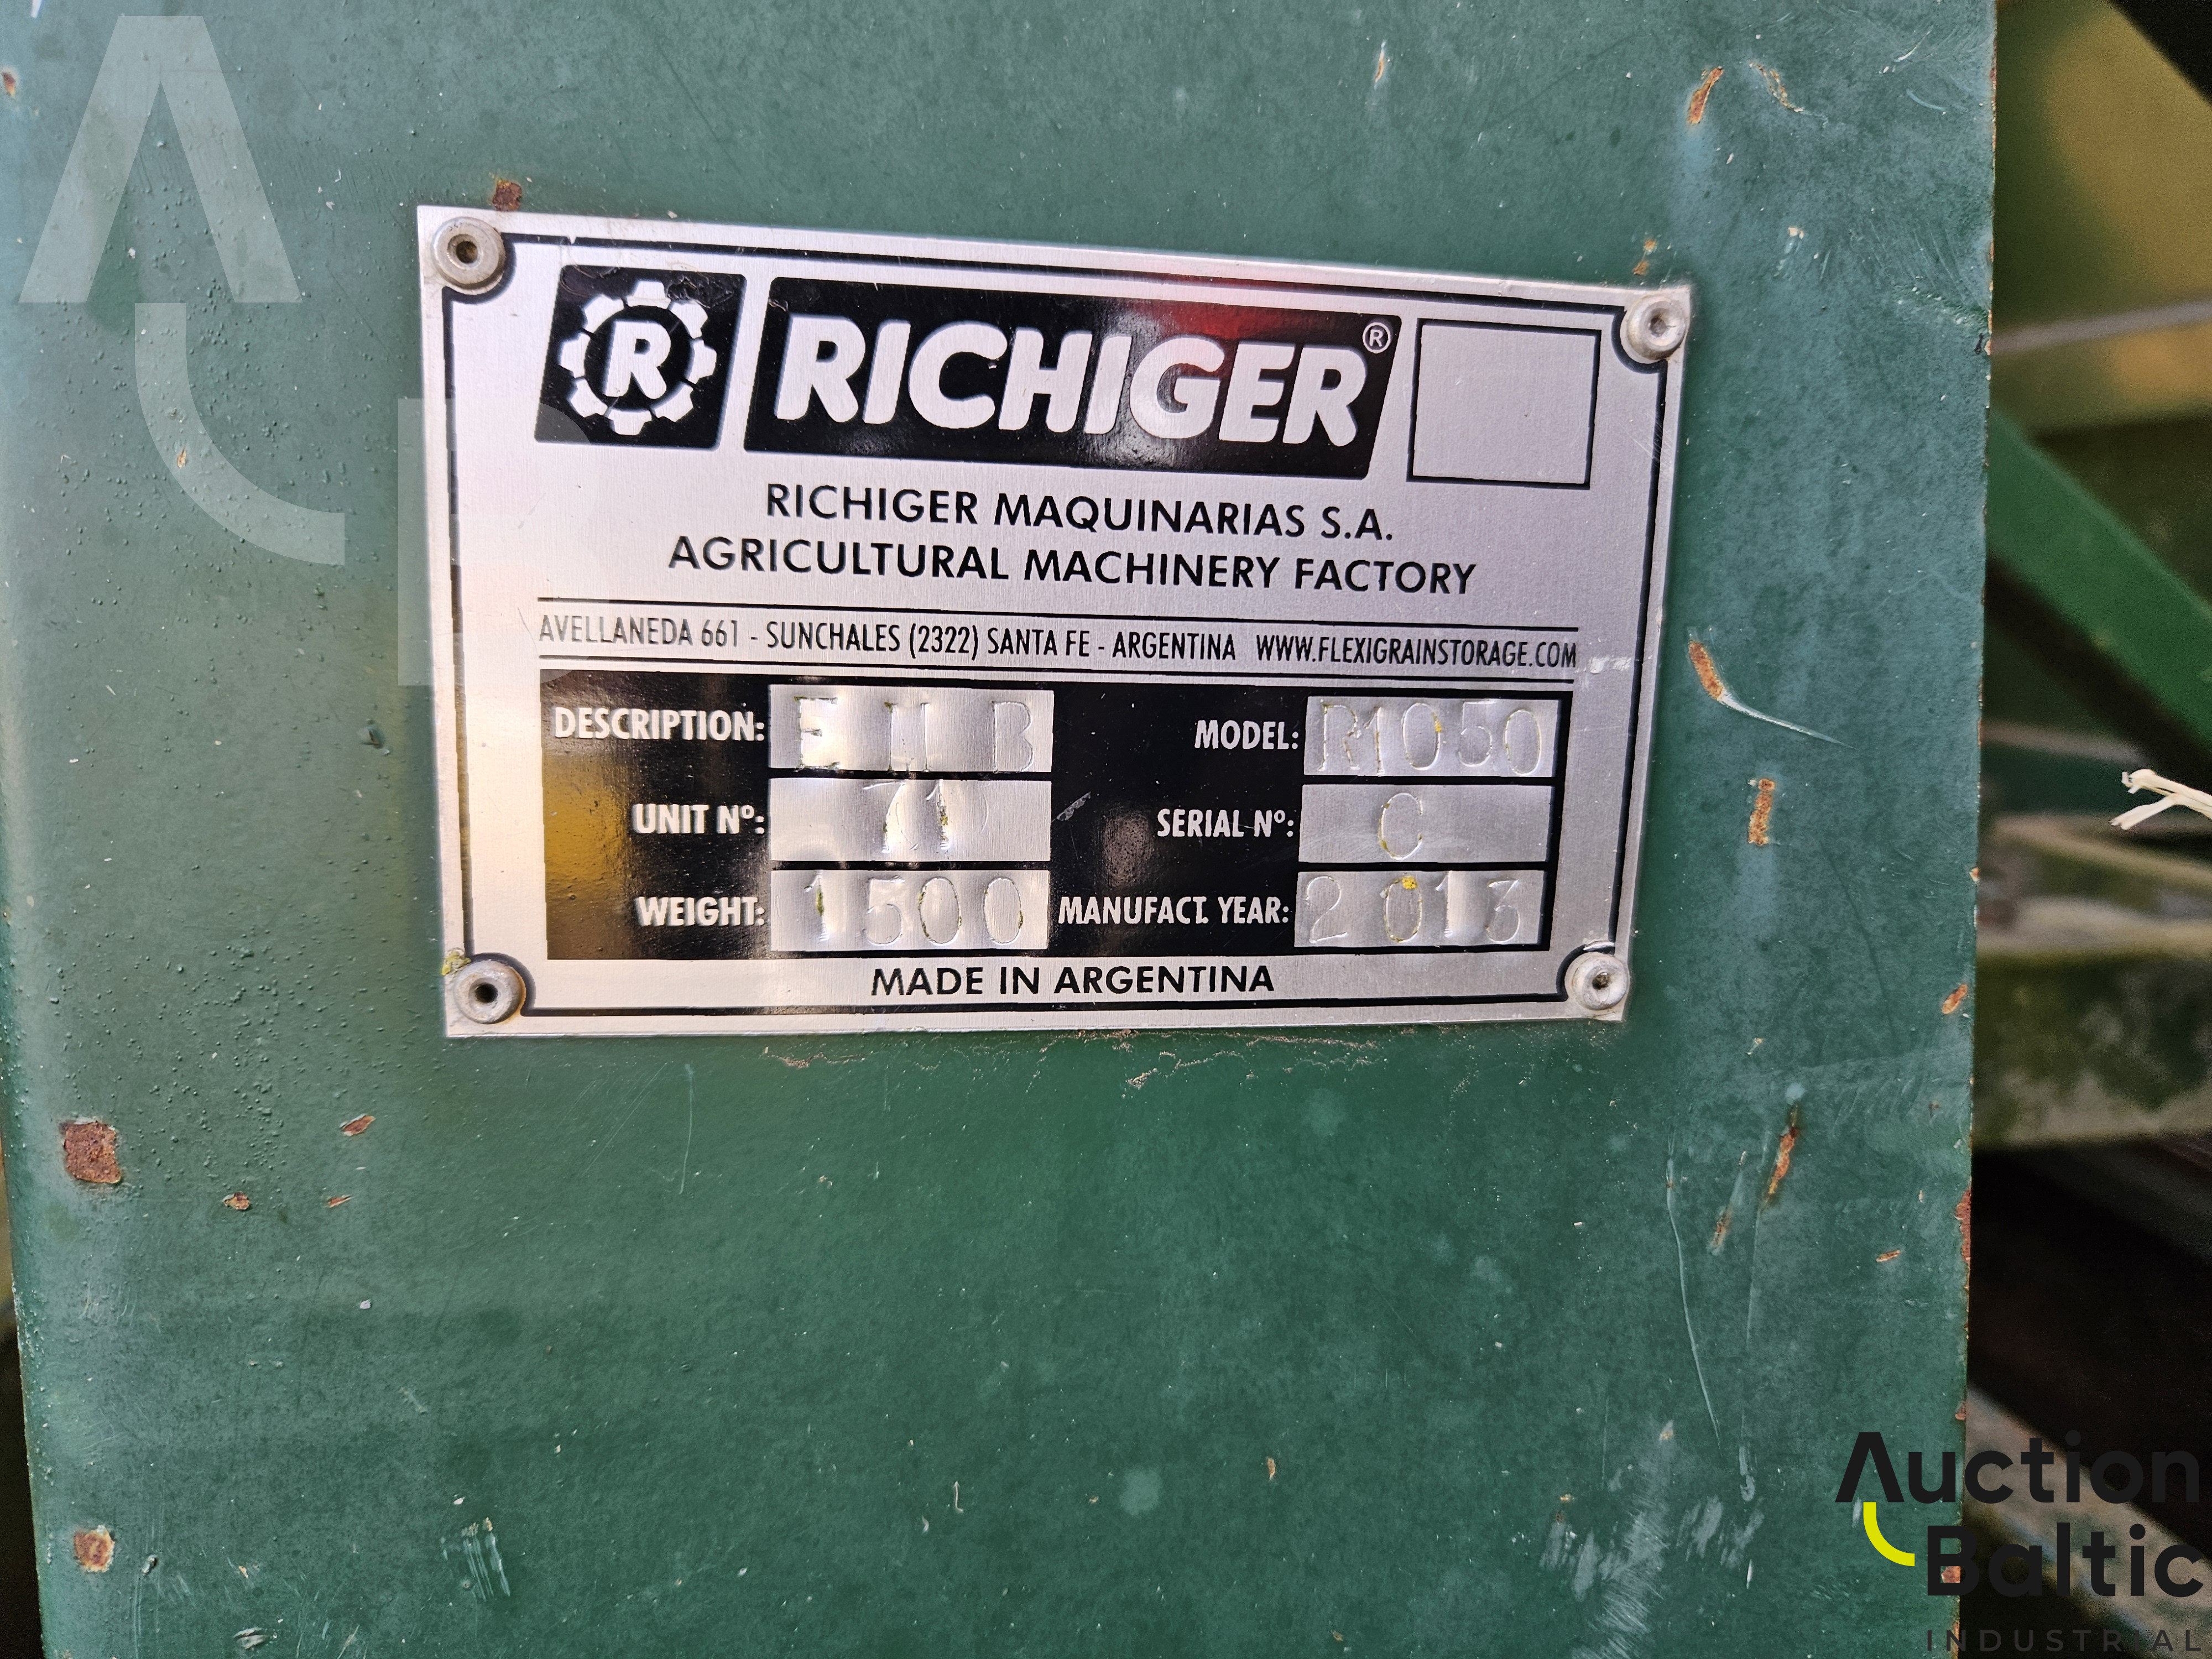 R RICHIGER®
RICHIGER MAQUINARIAS S.A.
AGRICULTURAL MACHINERY FACTORY
AVELLANEDA 661 - SUNCHALES (2322) SANTA FE - ARGENTINA WWW.FLEXIGRAINSTORAGE.COM
DESCRIPTION: E M B MODEL: R1050
UNIT Nº: 71 SERIAL Nº: C
WEIGHT: 1500 MANUFACT. YEAR: 2013
MADE IN ARGENTINA
Auction
Baltic
INDUSTRIAL